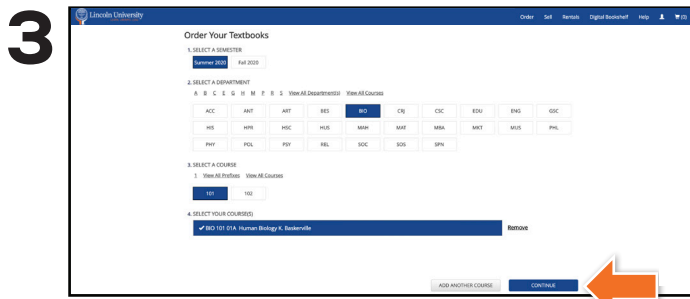 3
Lincoln University
Order Sell Rentals Digital Bookshelf Help (0)
Order Your Textbooks
1. SELECT A SEMESTER
Summer 2020 Fall 2020
2. SELECT A DEPARTMENT
A B C E G H M P R S View All Department(s) View All Courses
ACC ANT ART BES BIO CRJ CSC EDU ENG GSC
HIS HPR HSC HUS MAH MAT MBA MKT MUS PHL
PHY POL PSY RBL SOC SOS SPN
3. SELECT A COURSE
1 View All Prefixes View All Courses
101 102
4. SELECT YOUR COURSE(S)
BIO 101 01A Human Biology K. Baskerville Remove
ADD ANOTHER COURSE CONTINUE